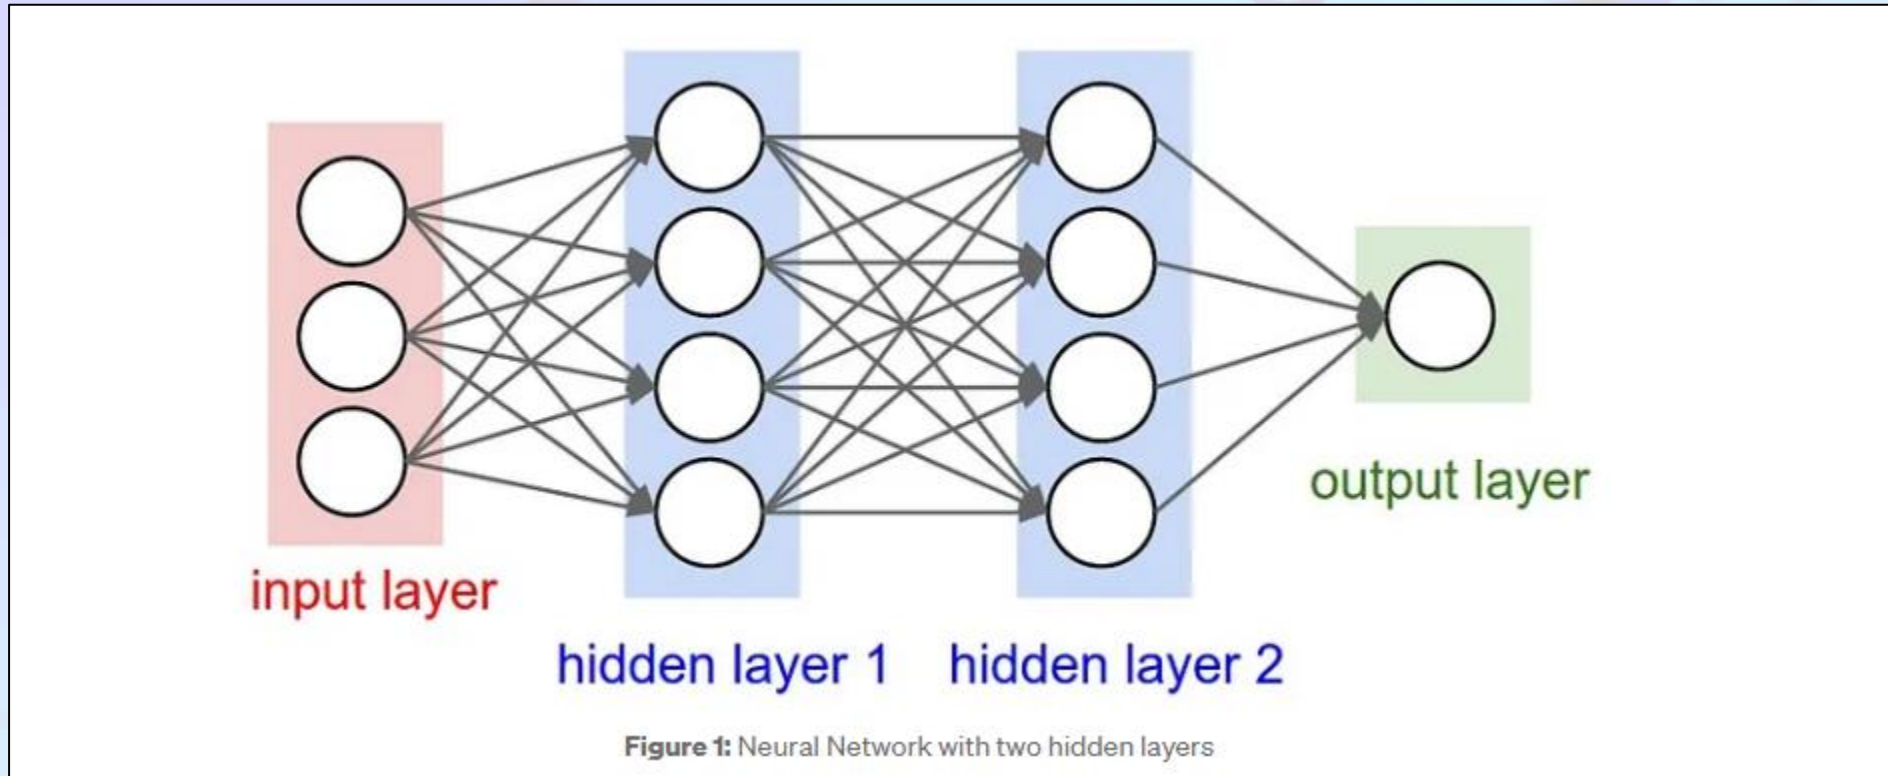 input layer
hidden layer 1
hidden layer 2
output layer
Figure 1: Neural Network with two hidden layers